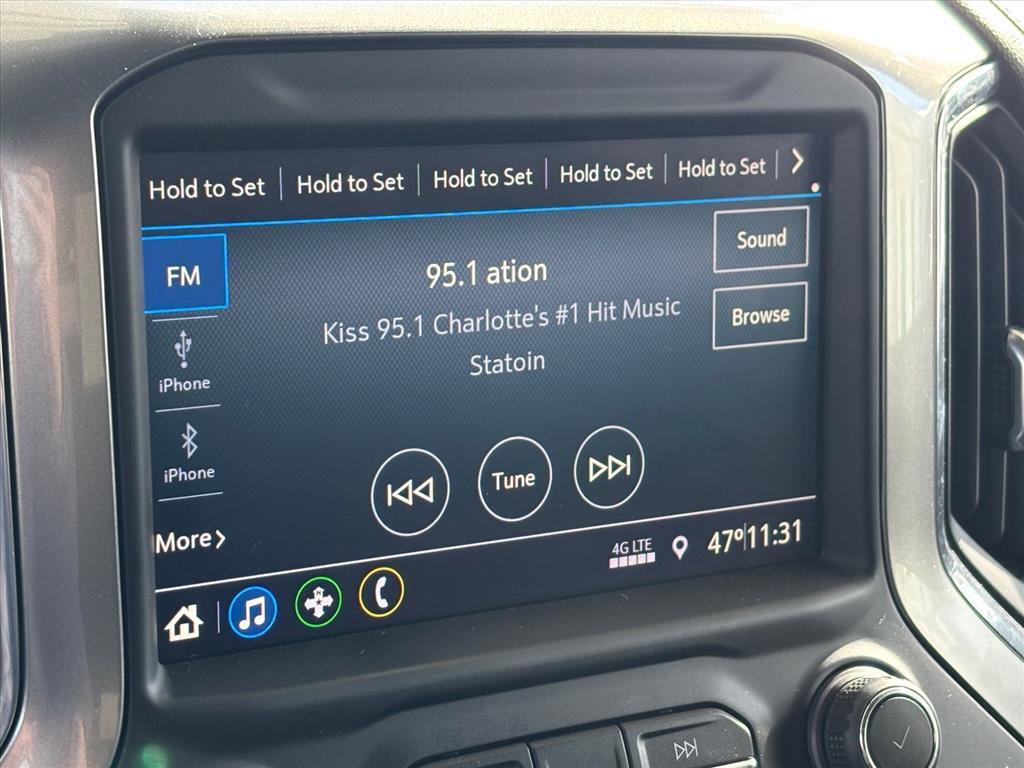 Hold to Set Hold to Set Hold to Set Hold to Set Hold to Set
FM
Sound
95.1 ation
Kiss 95.1 Charlotte's #1 Hit Music
Statoin
Browse
iPhone
iPhone
Tune
More
4G LTE
47° 11:31
N